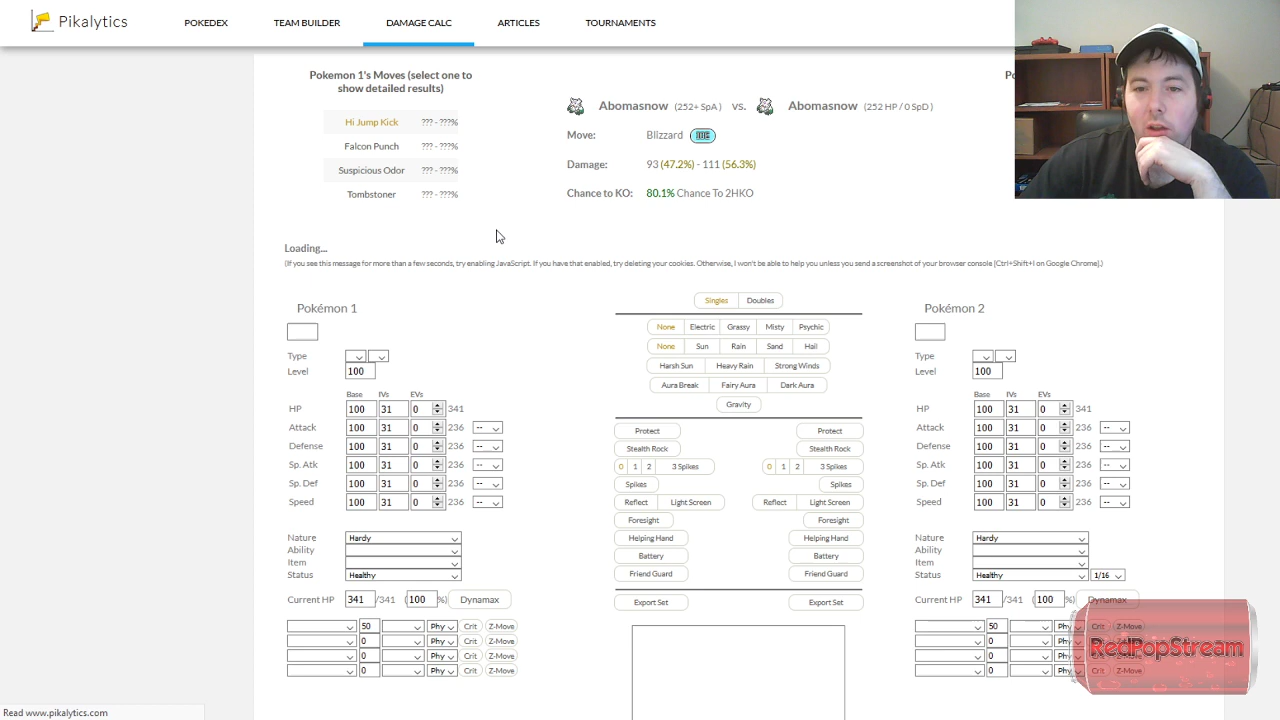 Pikalytics
POKEDEX TEAM BUILDER DAMAGE CALC ARTICLES TOURNAMENTS
Pokemon 1's Moves (select one to
show detailed results)
Hi Jump Kick ??? - ???%
Falcon Punch ??? - ???%
Suspicious Odor ??? - ???%
Tombstoner ??? - ???%
Abomasnow (252+ SpA ) VS. Abomasnow (252 HP / 0 SpD )
Move: Blizzard ICE
Damage: 93 (47.2%) - 111 (56.3%)
Chance to KO: 80.1% Chance To 2HKO
Loading...
(If you see this message for more than a few seconds, try enabling JavaScript. If you have that enabled, try deleting your cookies. Otherwise, I won't be able to help you unless you send a screenshot of your browser console [Ctrl+Shift+I on Google Chrome].)
Pokémon 1
Type
Level 100
Base IVs EVs
HP 100 31 0 341
Attack 100 31 0 236 --
Defense 100 31 0 236 --
Sp. Atk 100 31 0 236 --
Sp. Def 100 31 0 236 --
Speed 100 31 0 236 --
Nature Hardy
Ability
Item
Status Healthy
Current HP 341 /341 ( 100 %) Dynamax
50 Phy Crit Z-Move
0 Phy Crit Z-Move
0 Phy Crit Z-Move
0 Phy Crit Z-Move
Singles Doubles
None Electric Grassy Misty Psychic
None Sun Rain Sand Hail
Harsh Sun Heavy Rain Strong Winds
Aura Break Fairy Aura Dark Aura
Gravity
Protect Protect
Stealth Rock Stealth Rock
0 1 2 3 Spikes 0 1 2 3 Spikes
Spikes Spikes
Reflect Light Screen Reflect Light Screen
Foresight Foresight
Helping Hand Helping Hand
Battery Battery
Friend Guard Friend Guard
Export Set Export Set
Pokémon 2
Type
Level 100
Base IVs EVs
HP 100 31 0 341
Attack 100 31 0 236 --
Defense 100 31 0 236 --
Sp. Atk 100 31 0 236 --
Sp. Def 100 31 0 236 --
Speed 100 31 0 236 --
Nature Hardy
Ability
Item
Status Healthy 1/16
Current HP 341 /341 ( 100 %) Dynamax
50 Phy Crit Z-Move
0 Phy Crit Z-Move
0 Phy Crit Z-Move
0 Phy Crit Z-Move
RedPopStream
Read www.pikalytics.com